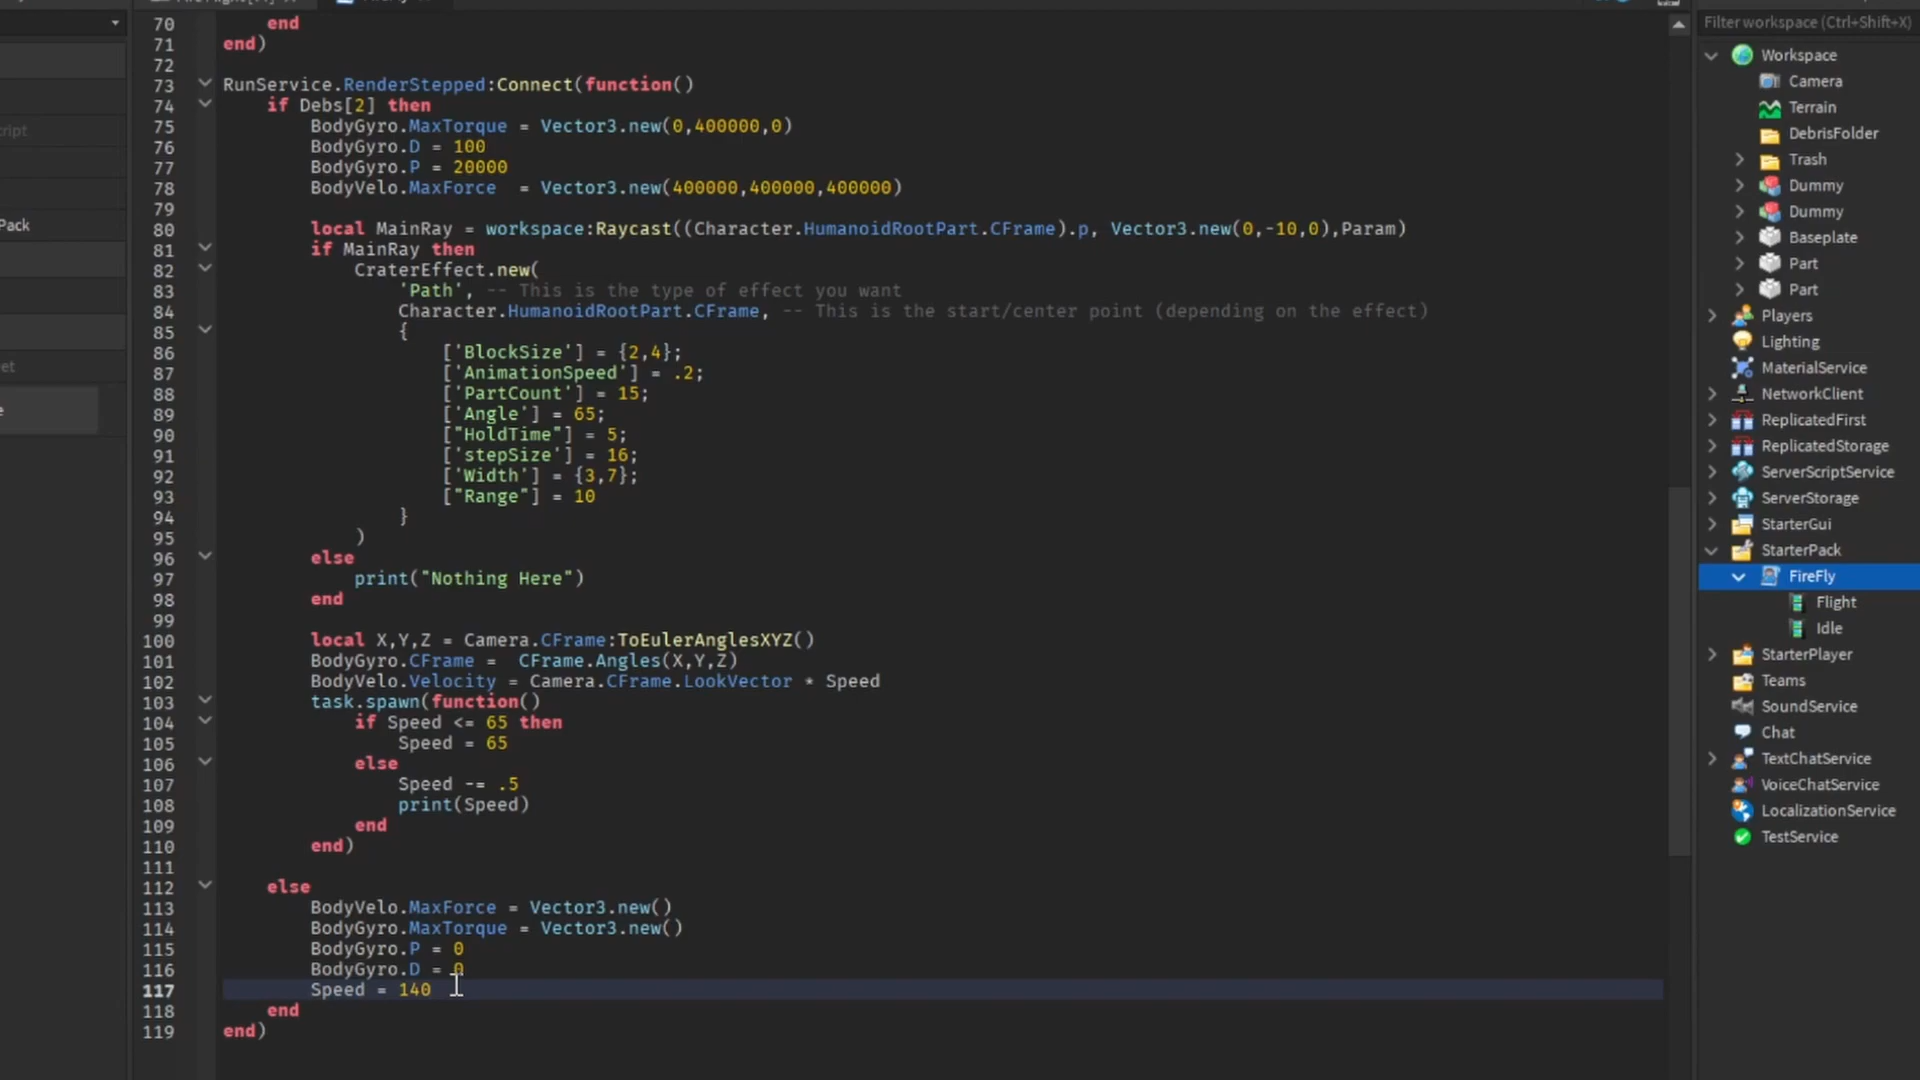 70 end
71 end)
72
73 RunService.RenderStepped:Connect(function()
74 if Debs[2] then
75 BodyGyro.MaxTorque = Vector3.new(0,400000,0)
76 BodyGyro.D = 100
77 BodyGyro.P = 20000
78 BodyVelo.MaxForce  = Vector3.new(400000,400000,400000)
79
80 local MainRay = workspace:Raycast((Character.HumanoidRootPart.CFrame).p, Vector3.new(0,-10,0),Param)
81 if MainRay then
82 CraterEffect.new(
83 'Path', -- This is the type of effect you want
84 Character.HumanoidRootPart.CFrame, -- This is the start/center point (depending on the effect)
85 {
86 ['BlockSize'] = {2,4};
87 ['AnimationSpeed'] = .2;
88 ['PartCount'] = 15;
89 ['Angle'] = 65;
90 ["HoldTime"] = 5;
91 ['stepSize'] = 16;
92 ['Width'] = {3,7};
93 ["Range"] = 10
94 }
95 )
96 else
97 print("Nothing Here")
98 end
99
100 local X,Y,Z = Camera.CFrame:ToEulerAnglesXYZ()
101 BodyGyro.CFrame =  CFrame.Angles(X,Y,Z)
102 BodyVelo.Velocity = Camera.CFrame.LookVector * Speed
103 task.spawn(function()
104 if Speed <= 65 then
105 Speed = 65
106 else
107 Speed -= .5
108 print(Speed)
109 end
110 end)
111
112 else
113 BodyVelo.MaxForce = Vector3.new()
114 BodyGyro.MaxTorque = Vector3.new()
115 BodyGyro.P = 0
116 BodyGyro.D = 0
117 Speed = 140
118 end
119 end)
Pack
Filter workspace (Ctrl+Shift+X)
Workspace
Camera
Terrain
DebrisFolder
Trash
Dummy
Dummy
Baseplate
Part
Part
Players
Lighting
MaterialService
NetworkClient
ReplicatedFirst
ReplicatedStorage
ServerScriptService
ServerStorage
StarterGui
StarterPack
FireFly
Flight
Idle
StarterPlayer
Teams
SoundService
Chat
TextChatService
VoiceChatService
LocalizationService
TestService